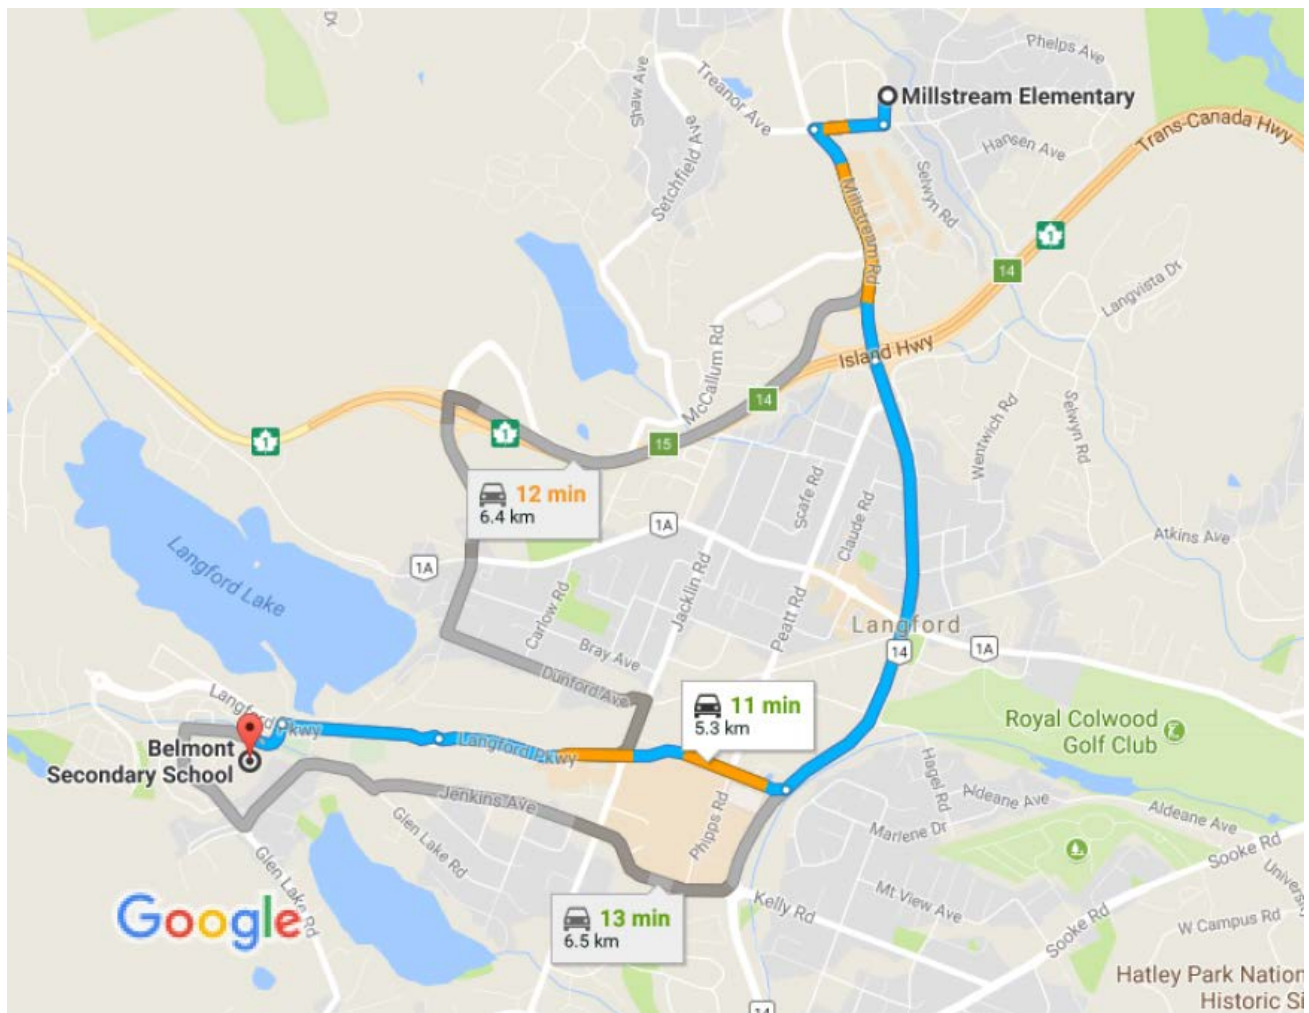 Phelps Ave
Shaw Ave
Treanor Ave
Millstream Elementary
Trans-Canada Hwy
Setchfield Ave
Hansen Ave
Selwyn Rd
Millstream Rd
1
14
Langvista Dr
Island Hwy
McCallum Rd
14
1
1
15
Wentwich Rd
Selwyn Rd
12 min
6.4 km
Scafe Rd
Claude Rd
1A
Atkins Ave
1A
Langford Lake
Jacklin Rd
Carlow Rd
Peatt Rd
Langford
Bray Ave
14
1A
Dunford Ave
11 min
5.3 km
Langford Pkwy
Royal Colwood
Golf Club
Belmont
Secondary School
Langford Pkwy
Hagel Rd
Jenkins Ave
Aldeane Ave
Aldeane Ave
Glen Lake Rd
Phipps Rd
Marlene Dr
Sooke Rd
Glen Lake Rd
University
Google
13 min
6.5 km
Kelly Rd
Mt View Ave
Sooke Rd
W Campus Rd
Hatley Park Nation
Historic Si
14